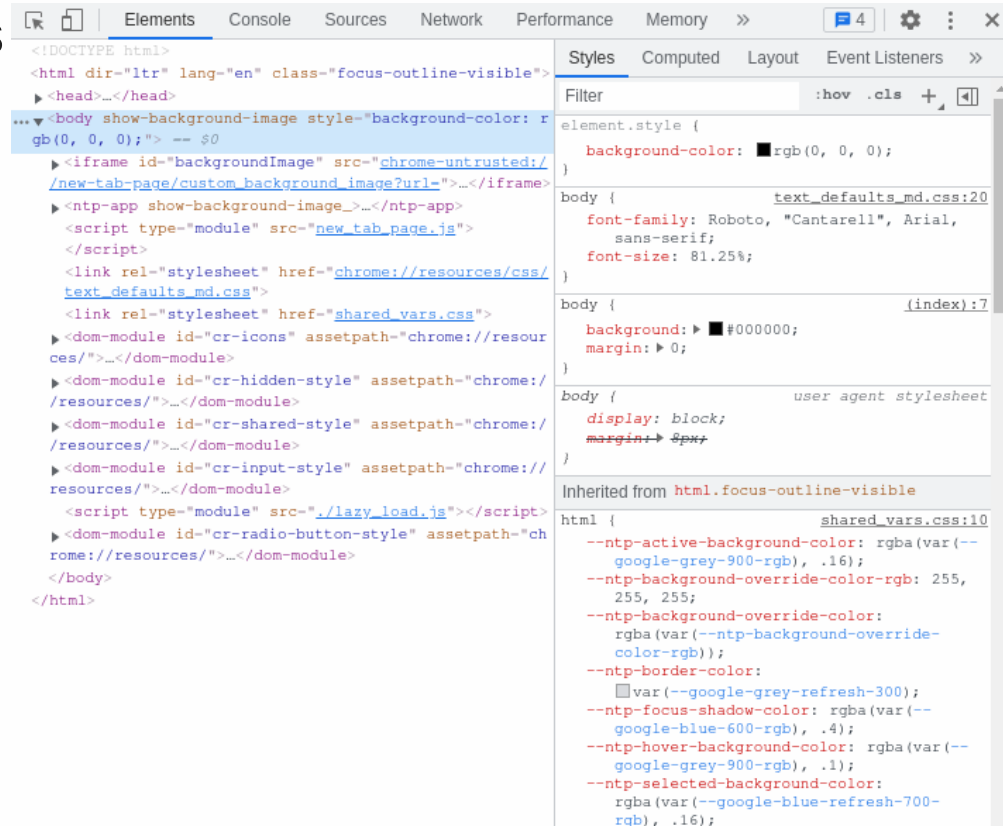 Elements Console Sources Network Performance Memory » 4
<!DOCTYPE html>
<html dir="ltr" lang="en" class="focus-outline-visible">
<head>…</head>
<body show-background-image style="background-color: r
gb(0, 0, 0);"> == $0
<iframe id="backgroundImage" src="chrome-untrusted:/
/new-tab-page/custom_background_image?url=">…</iframe>
<ntp-app show-background-image_>…</ntp-app>
<script type="module" src="new_tab_page.js">
</script>
<link rel="stylesheet" href="chrome://resources/css/
text_defaults_md.css">
<link rel="stylesheet" href="shared_vars.css">
<dom-module id="cr-icons" assetpath="chrome://resour
ces/">…</dom-module>
<dom-module id="cr-hidden-style" assetpath="chrome:/
/resources/">…</dom-module>
<dom-module id="cr-shared-style" assetpath="chrome:/
/resources/">…</dom-module>
<dom-module id="cr-input-style" assetpath="chrome://
resources/">…</dom-module>
<script type="module" src="./lazy_load.js"></script>
<dom-module id="cr-radio-button-style" assetpath="ch
rome://resources/">…</dom-module>
</body>
</html>
Styles Computed Layout Event Listeners »
Filter :hov .cls +
element.style {
background-color: rgb(0, 0, 0);
}
body { text_defaults_md.css:20
font-family: Roboto, "Cantarell", Arial,
sans-serif;
font-size: 81.25%;
}
body { (index):7
background: #000000;
margin: 0;
}
body { user agent stylesheet
display: block;
margin: 8px;
}
Inherited from html.focus-outline-visible
html { shared_vars.css:10
--ntp-active-background-color: rgba(var(--
google-grey-900-rgb), .16);
--ntp-background-override-color-rgb: 255,
255, 255;
--ntp-background-override-color:
rgba(var(--ntp-background-override-
color-rgb));
--ntp-border-color:
var(--google-grey-refresh-300);
--ntp-focus-shadow-color: rgba(var(--
google-blue-600-rgb), .4);
--ntp-hover-background-color: rgba(var(--
google-grey-900-rgb), .1);
--ntp-selected-background-color:
rgba(var(--google-blue-refresh-700-
rgb), .16);